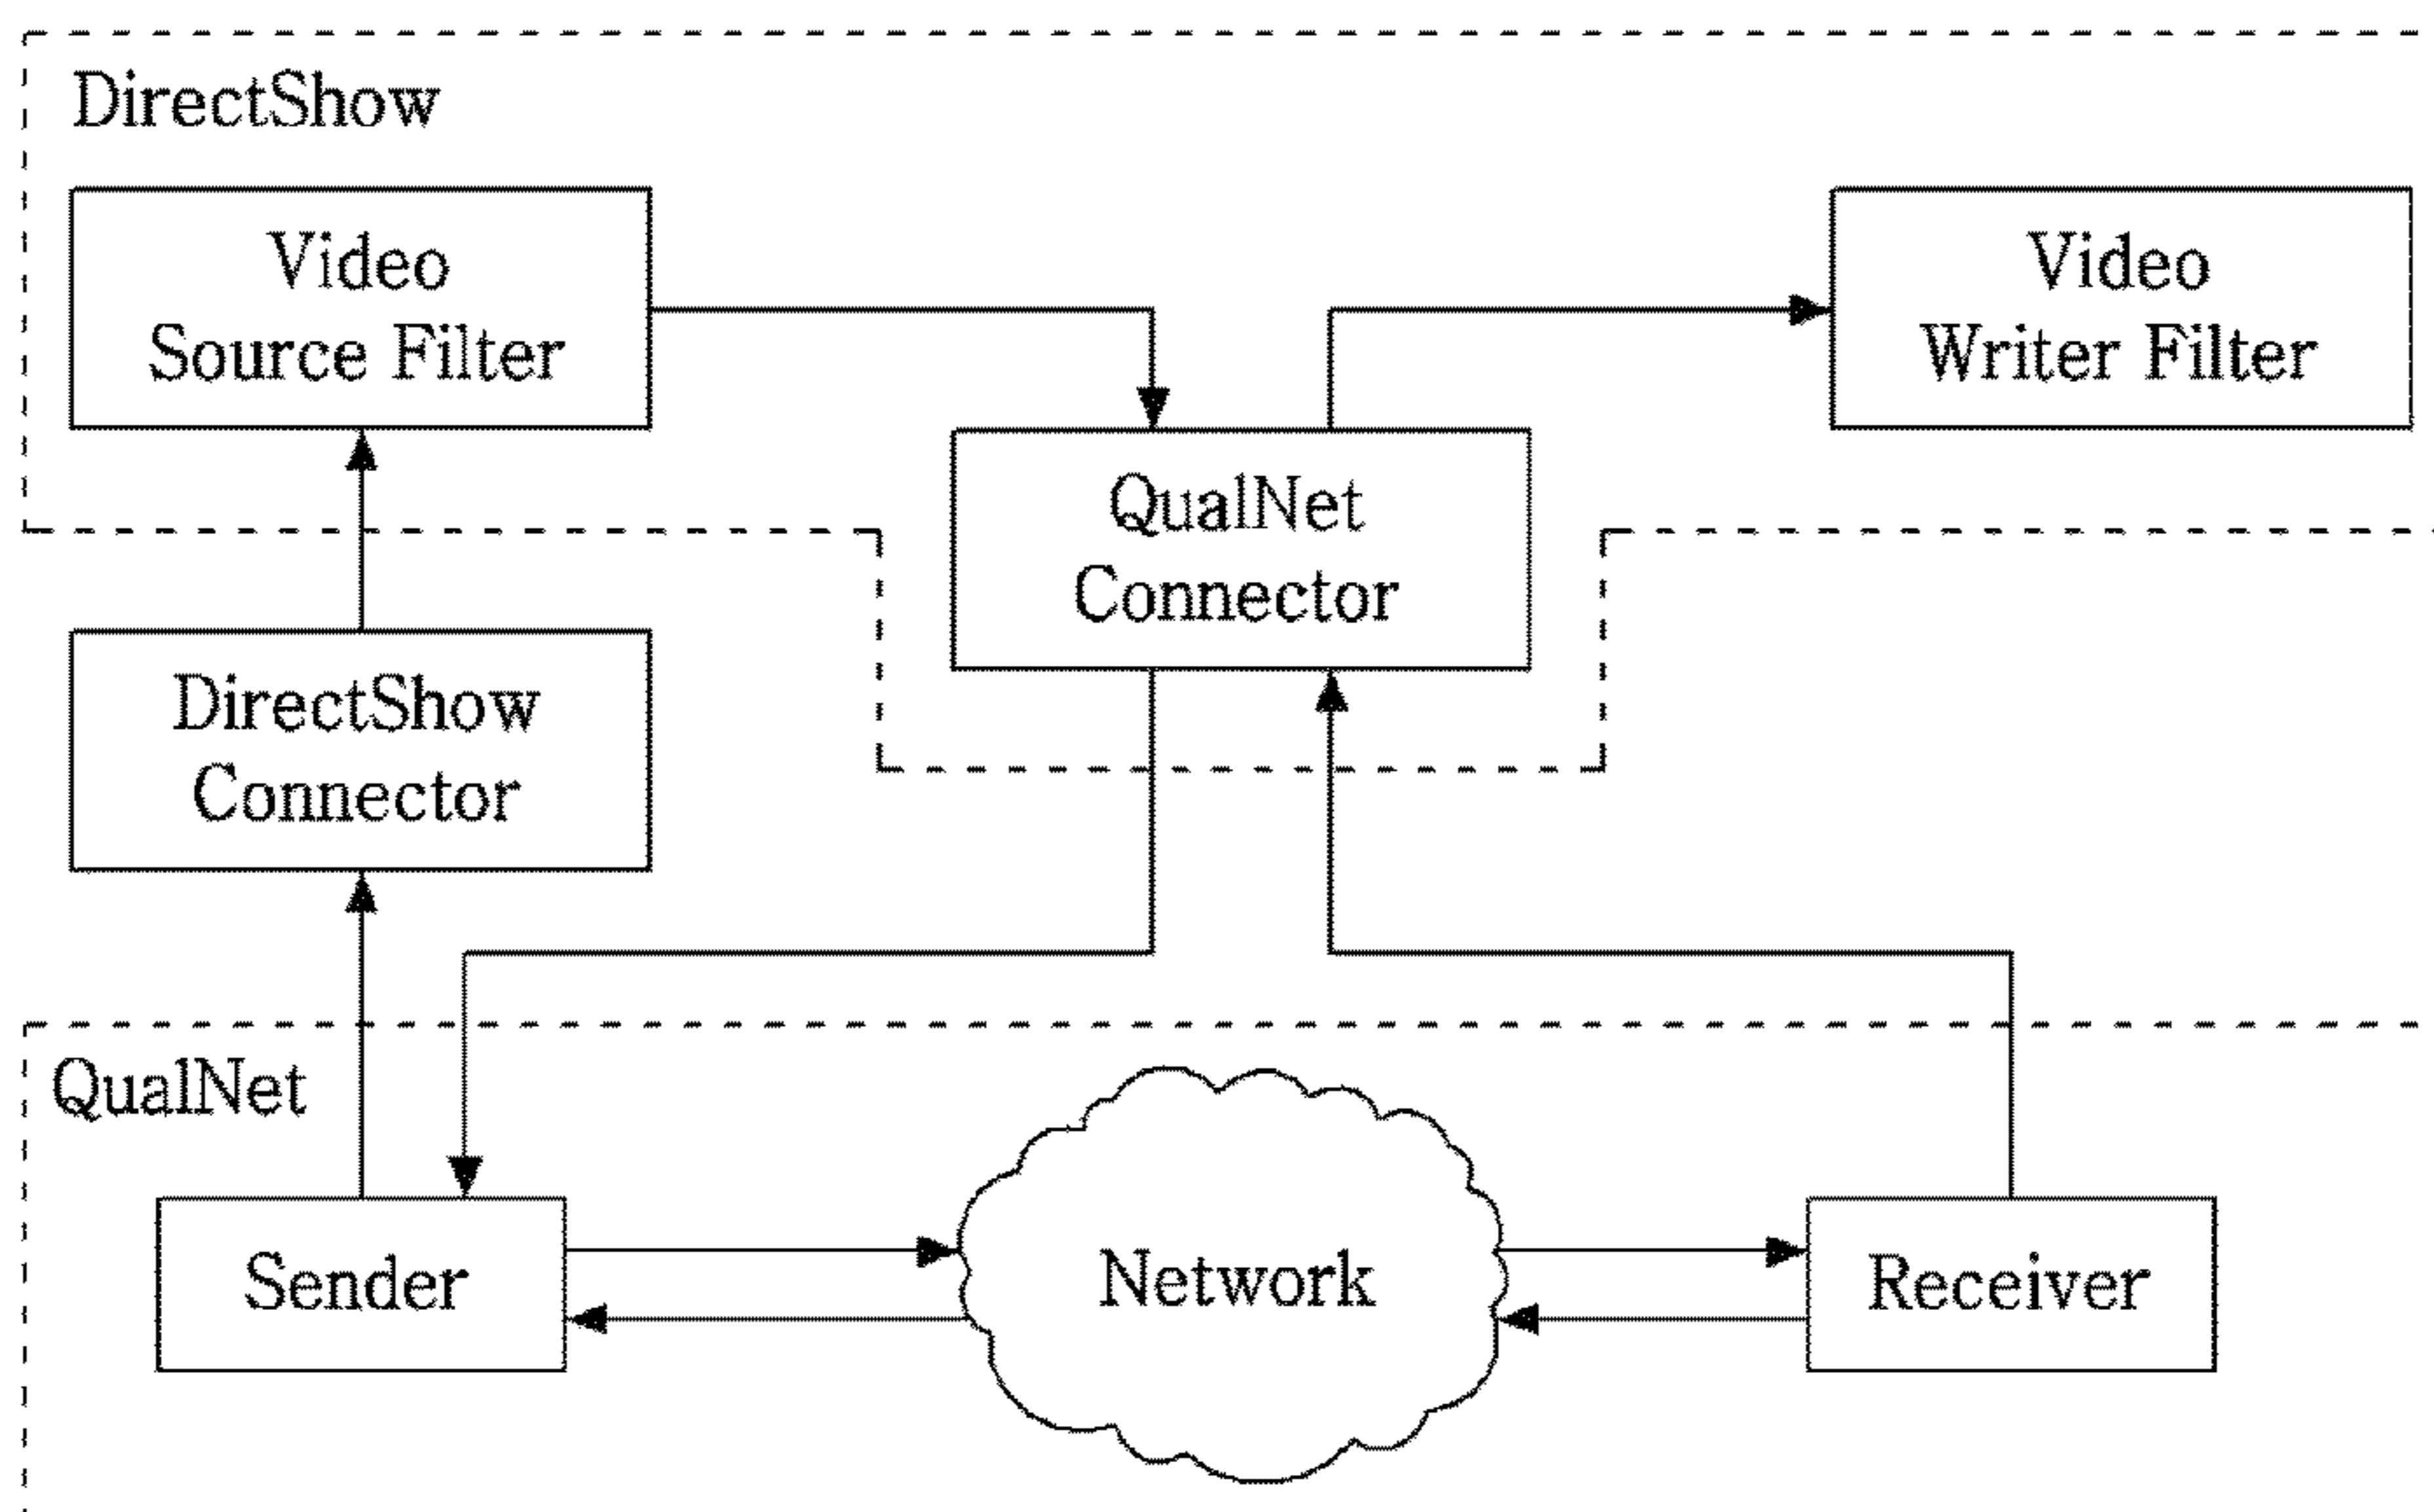 DirectShow
Video
Source Filter
Video
Writer Filter
QualNet
Connector
DirectShow
Connector
QualNet
Sender
Network
Receiver